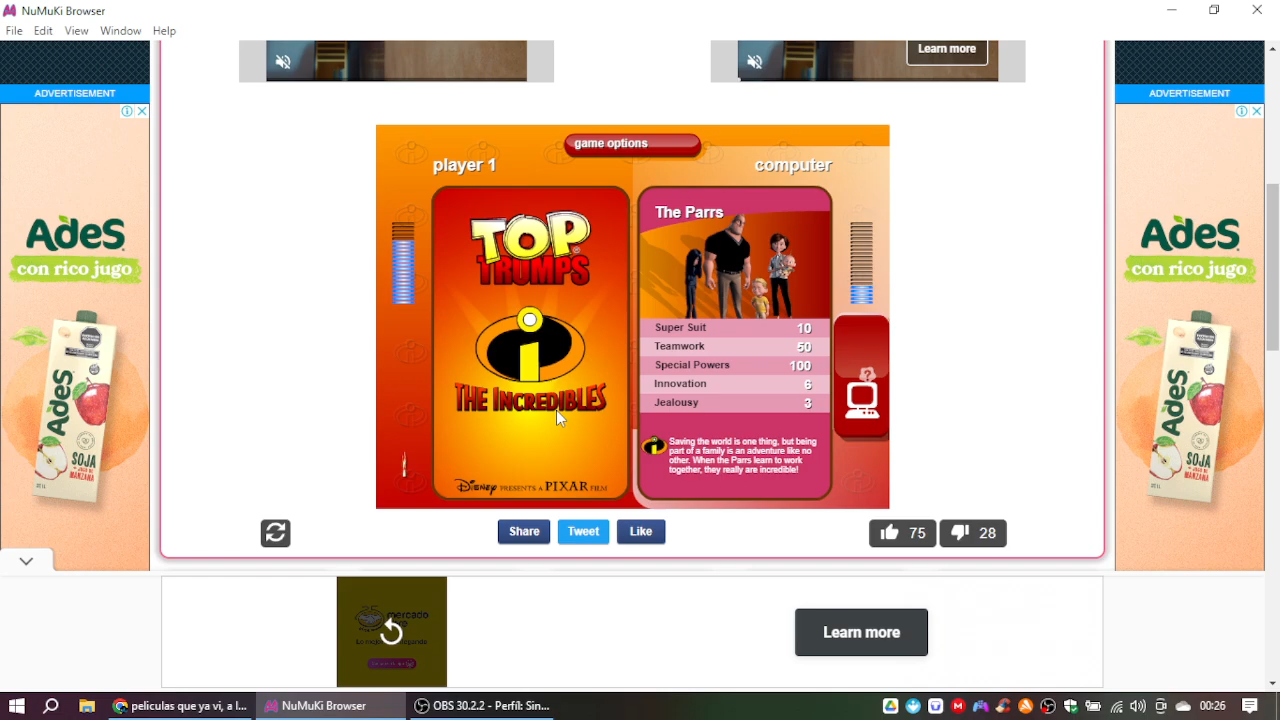 NuMuKi Browser
File Edit View Window Help
Learn more
ADVERTISEMENT
ADVERTISEMENT
game options
player 1
computer
TOP
TRUMPS
THE INCREDIBLES
DISNEY PRESENTS A PIXAR FILM
The Parrs
Super Suit 10
Teamwork 50
Special Powers 100
Innovation 6
Jealousy 3
Saving the world is one thing, but being
part of a family is an adventure like no
other. When the Parrs learn to work
together, they really are incredible!
AdeS
con rico jugo
AdeS
SOJA
MANZANA
AdeS
con rico jugo
AdeS
SOJA
MANZANA
Share
Tweet
Like
75
28
mercado
Learn more
peliculas que ya vi, a l...
NuMuKi Browser
OBS 30.2.2 - Perfil: Sin...
00:26